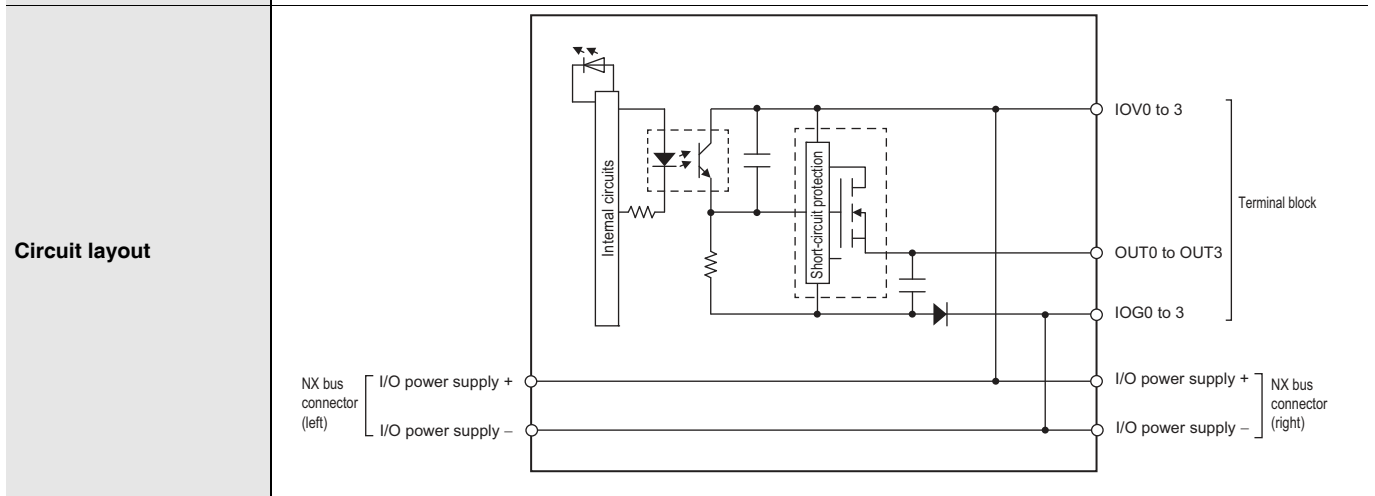 Circuit layout
Internal circuits
Short-circuit protection
IOV0 to 3
Terminal block
OUT0 to OUT3
IOG0 to 3
NX bus
connector
(left)
I/O power supply +
I/O power supply −
I/O power supply +
I/O power supply −
NX bus
connector
(right)